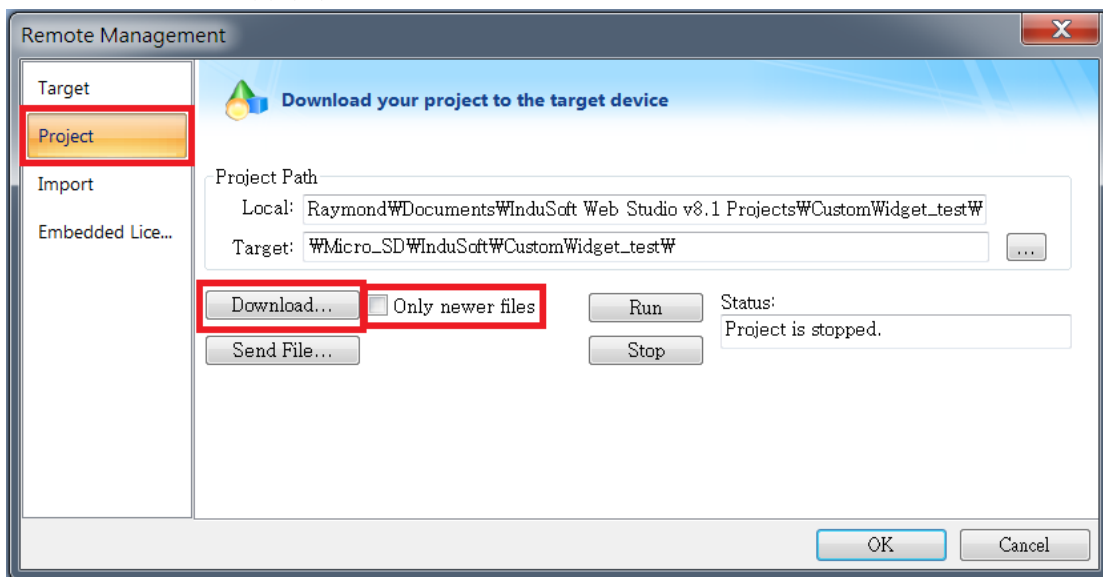 Remote Management
X
Target
Project
Import
Embedded Lice...
Download your project to the target device
Project Path
Local: Raymond₩Documents₩InduSoft Web Studio v8.1 Projects₩CustomWidget_test₩
Target: ₩Micro_SD₩InduSoft₩CustomWidget_test₩
...
Download... Only newer files
Send File...
Run
Stop
Status:
Project is stopped.
OK Cancel